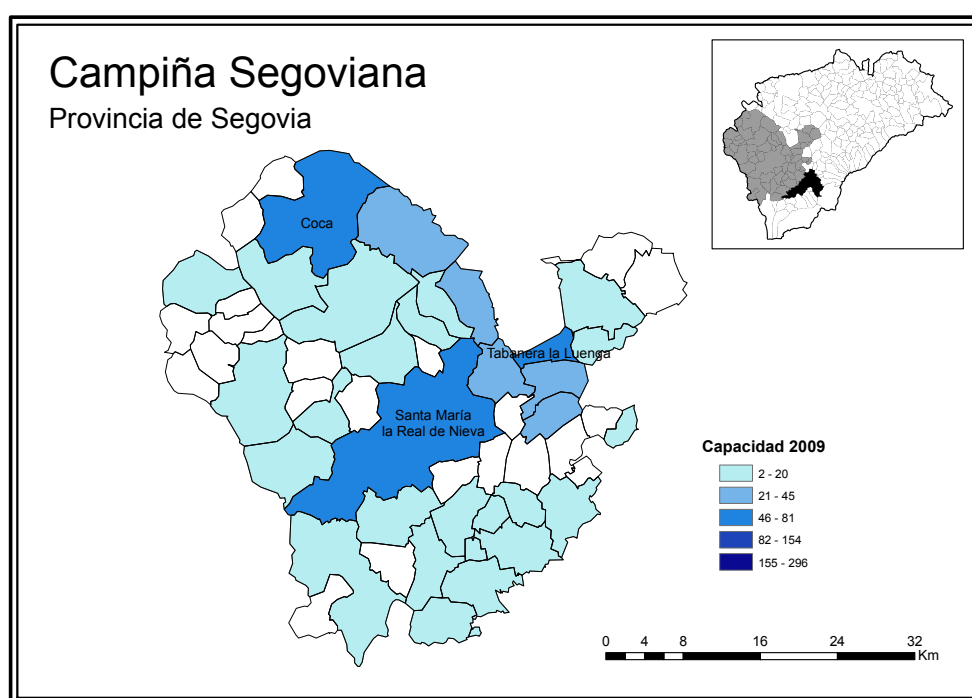 Campiña Segoviana
Provincia de Segovia
Coca
Tabanera la Luenga
Santa María
la Real de Nieva
Capacidad 2009
2 - 20
21 - 45
46 - 81
82 - 154
155 - 296
0 4 8 16 24 32
Km